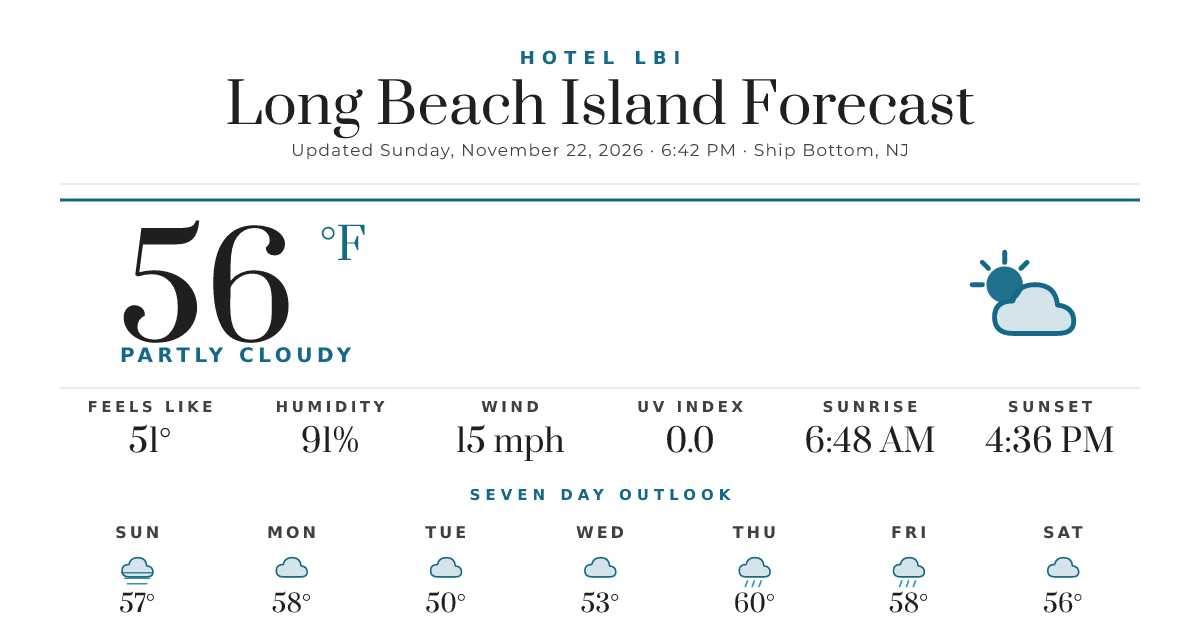 HOTEL LBI
Long Beach Island Forecast
Updated Sunday, November 22, 2026 · 6:42 PM · Ship Bottom, NJ
56 °F
PARTLY CLOUDY
FEELS LIKE HUMIDITY WIND UV INDEX SUNRISE SUNSET
51° 91% 15 mph 0.0 6:48 AM 4:36 PM
SEVEN DAY OUTLOOK
SUN MON TUE WED THU FRI SAT
57° 58° 50° 53° 60° 58° 56°